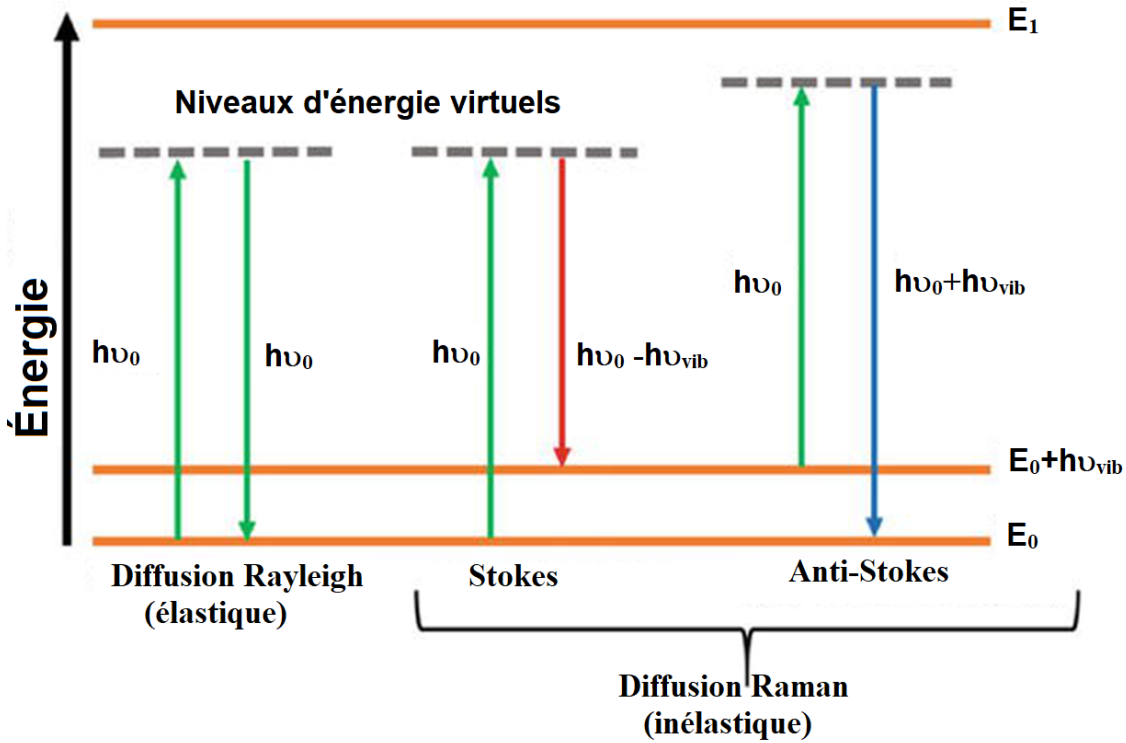 E₁
Niveaux d'énergie virtuels
Énergie
hυ₀
hυ₀
hυ₀
hυ₀ -hυvib
hυ₀
hυ₀+hυvib
E₀+hυvib
E₀
Diffusion Rayleigh
(élastique)
Stokes
Anti-Stokes
Diffusion Raman
(inélastique)